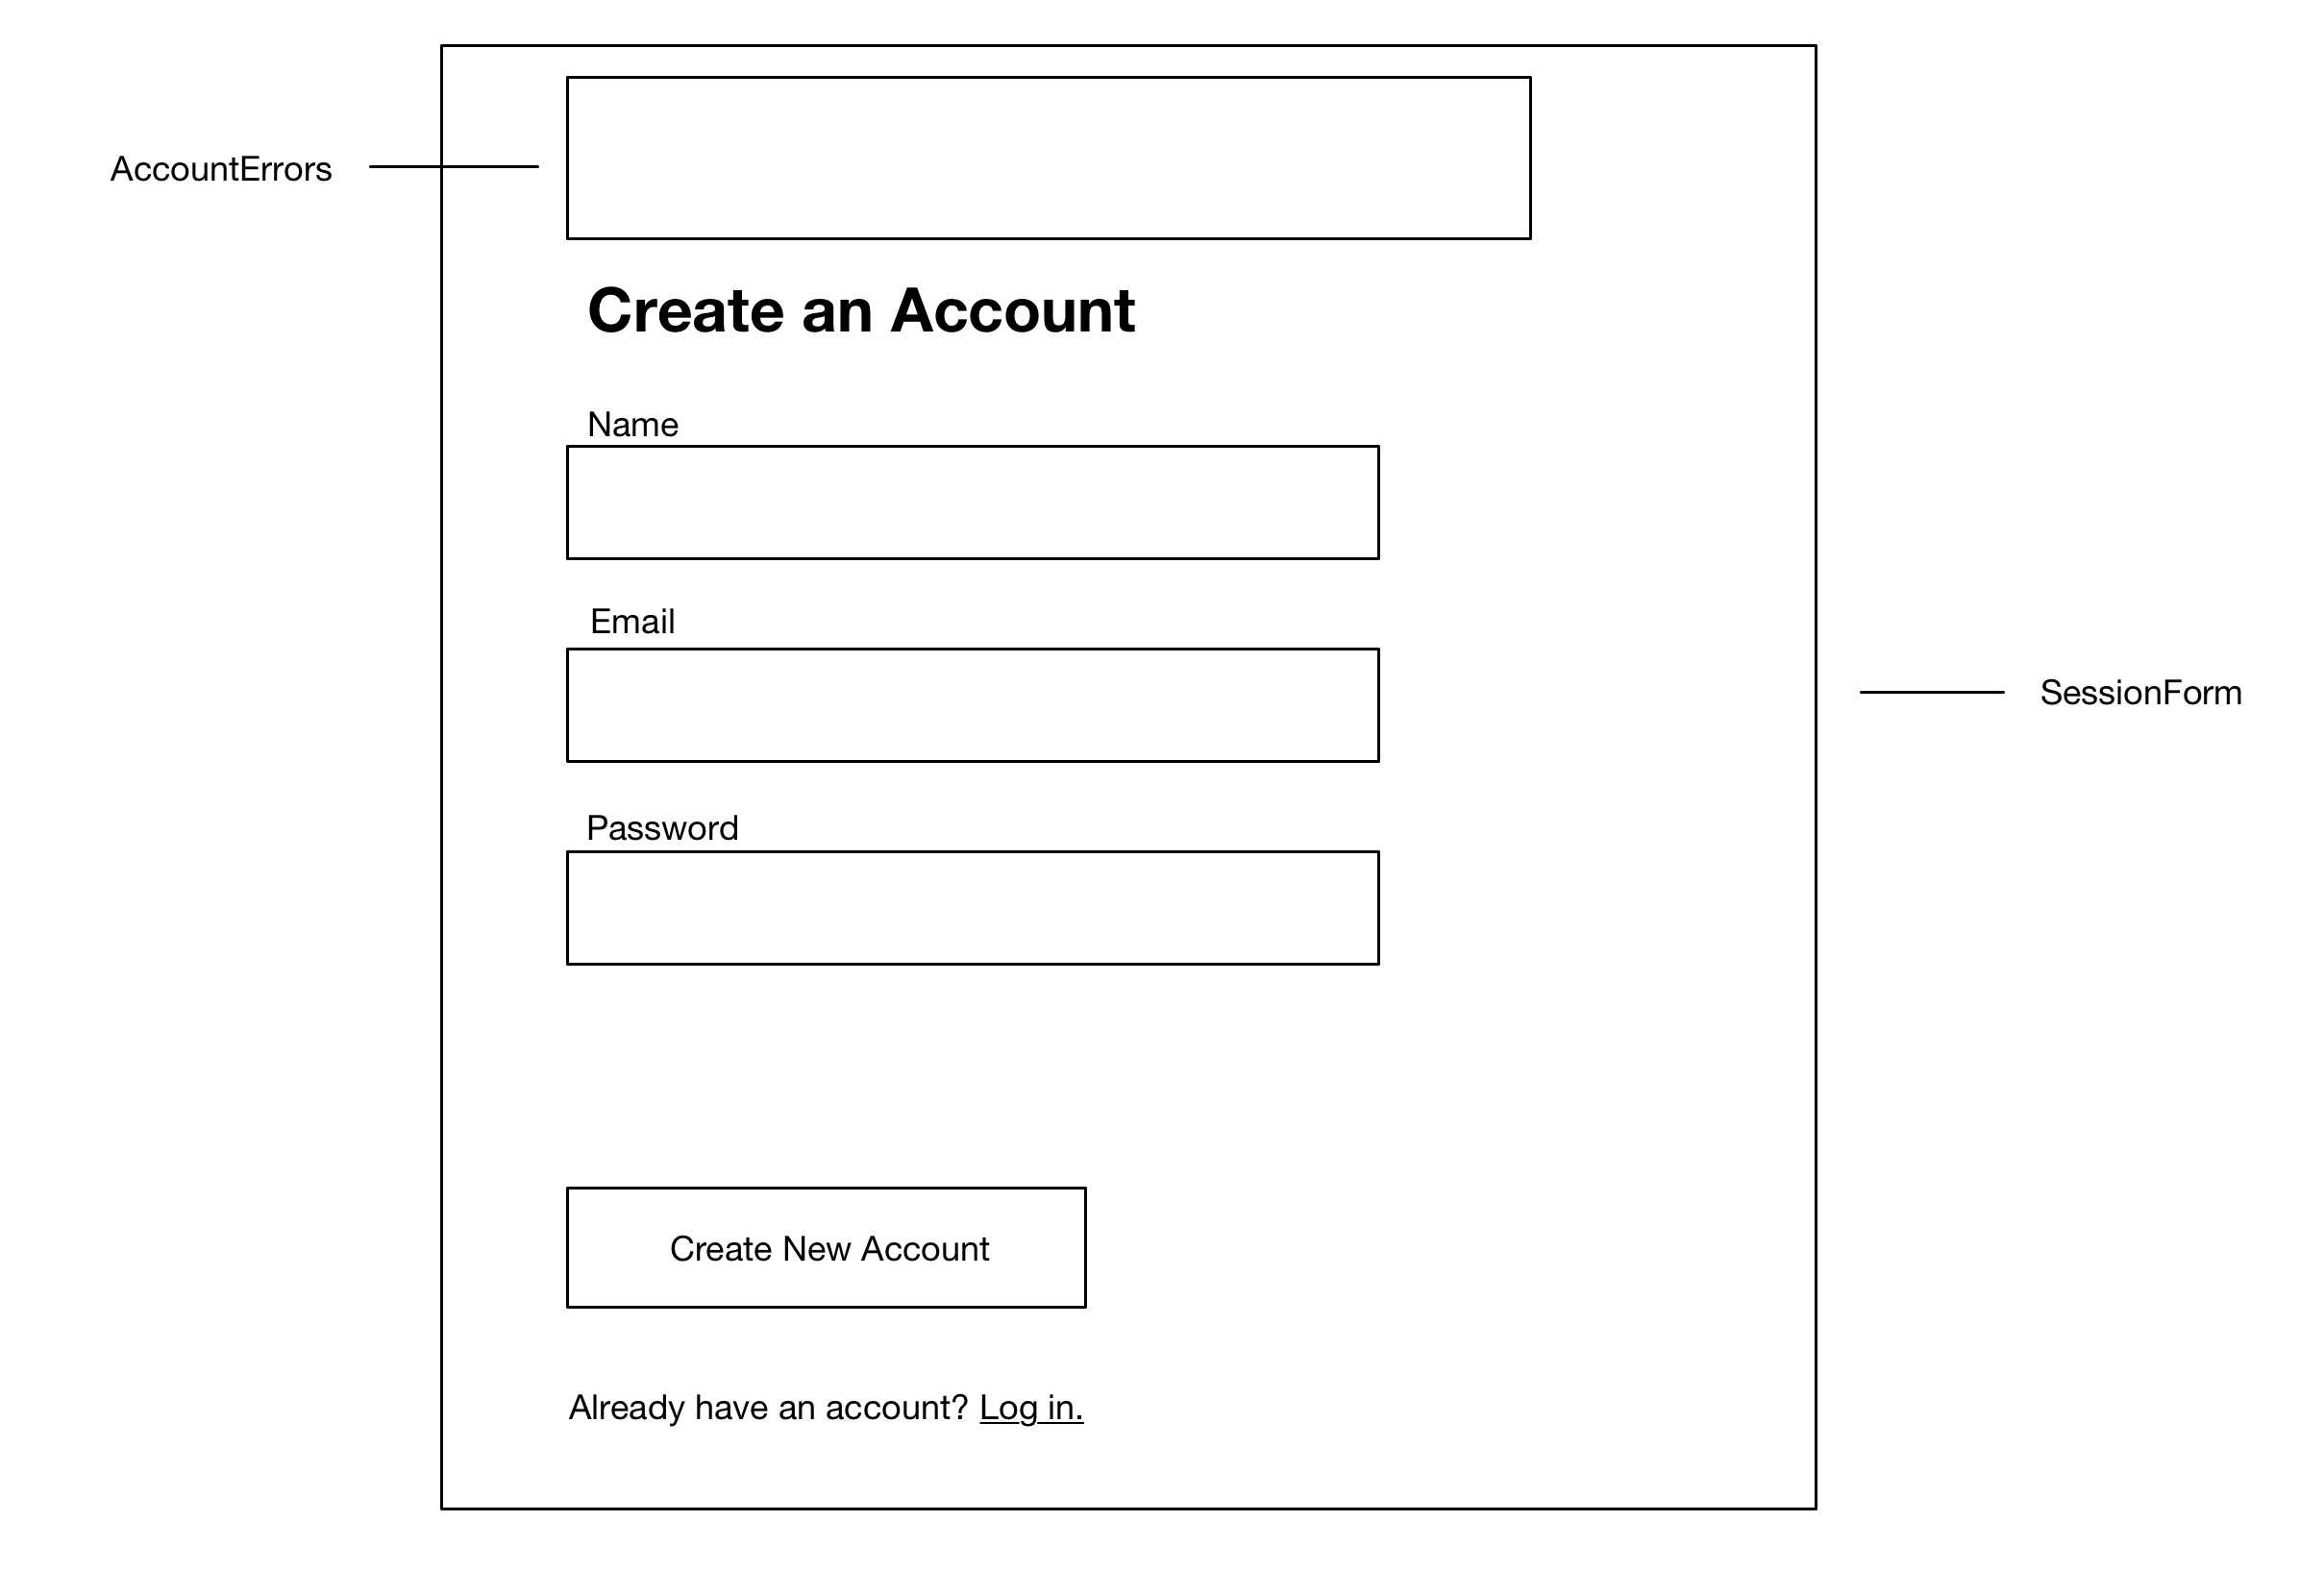 AccountErrors
Create an Account
Name
Email
SessionForm
Password
Create New Account
Already have an account? Log in.